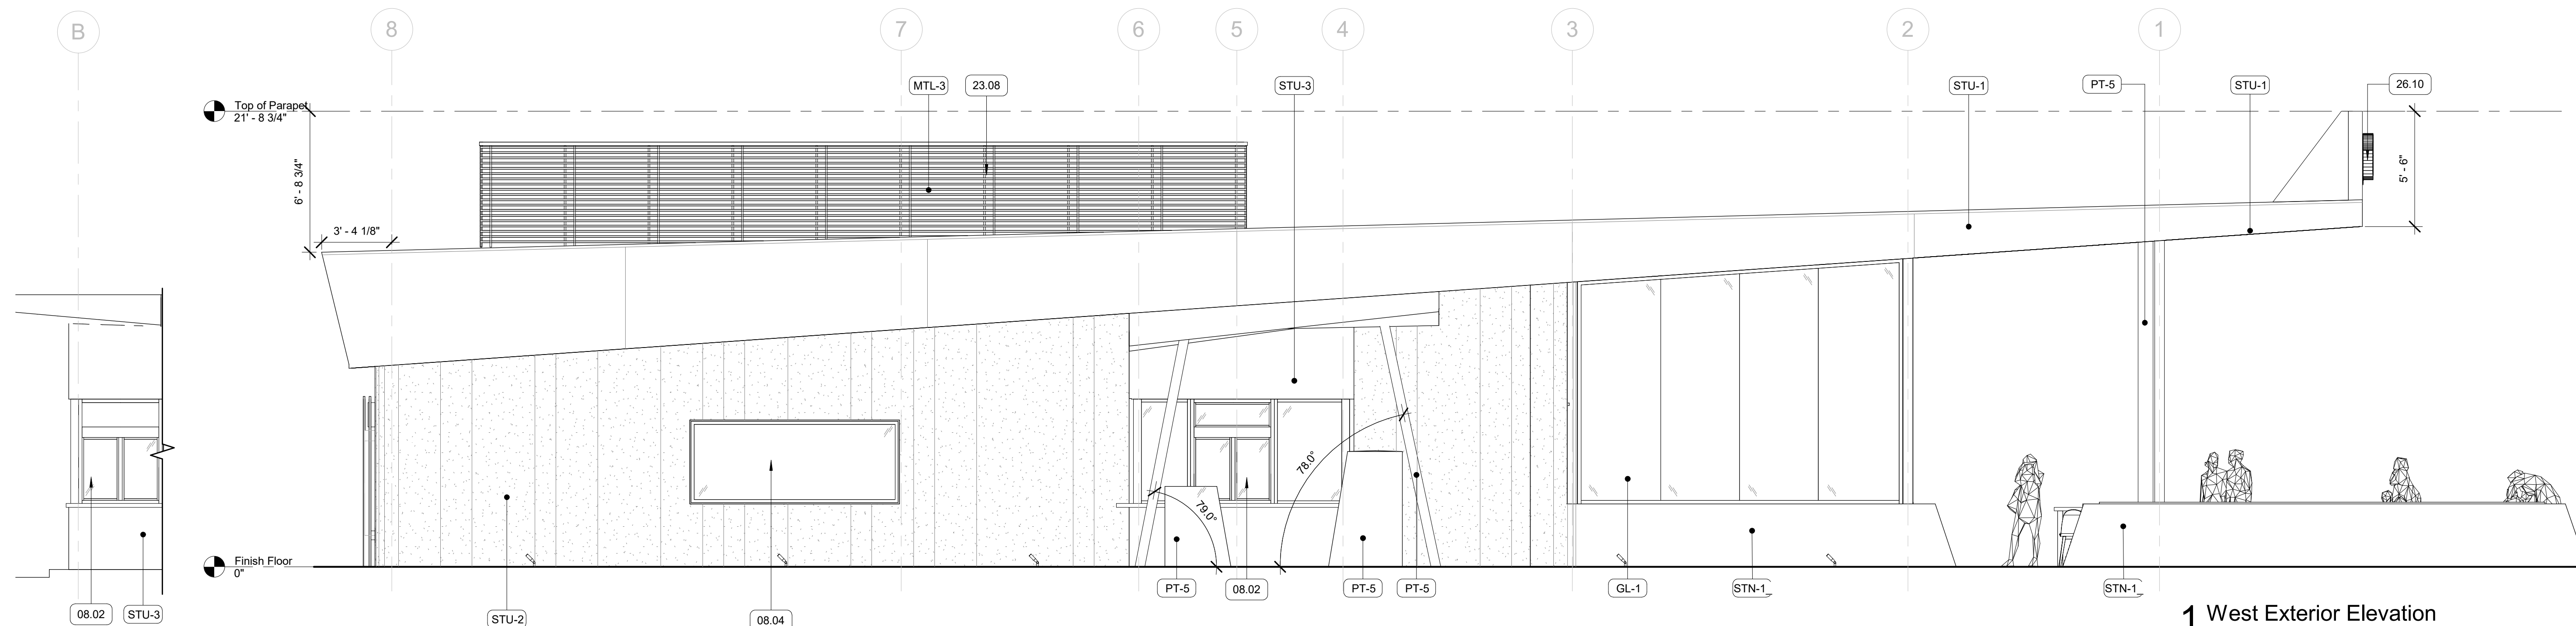 B
8
7
6
5
4
3
2
1
MTL-3
23.08
STU-3
STU-1
PT-5
STU-1
26.10
Top of Parapet
21' - 8 3/4"
6' - 8 3/4"
3' - 4 1/8"
5' - 6"
78.0°
79.0°
Finish Floor
0"
08.02
STU-3
STU-2
08.04
PT-5
08.02
PT-5
PT-5
GL-1
STN-1_
STN-1_
1 West Exterior Elevation